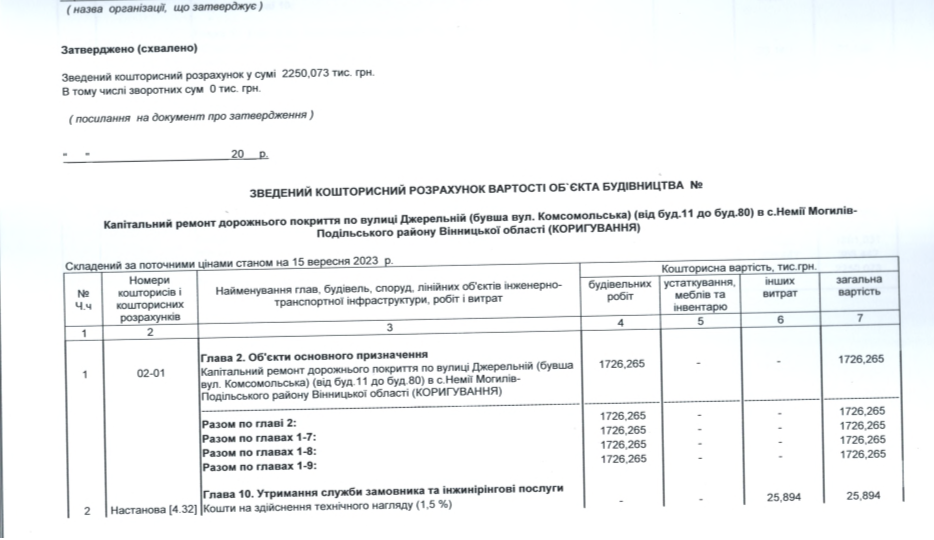 ( назва організації, що затверджує )
Затверджено (схвалено)
Зведений кошторисний розрахунок у сумі 2250,073 тис. грн.
В тому числі зворотних сум 0 тис. грн.
( посилання на документ про затвердження )
" " 20 р.
ЗВЕДЕНИЙ КОШТОРИСНИЙ РОЗРАХУНОК ВАРТОСТІ ОБ`ЄКТА БУДІВНИЦТВА №
Капітальний ремонт дорожнього покриття по вулиці Джерельній (бувша вул. Комсомольська) (від буд.11 до буд.80) в с.Немії Могилів-
Подільського району Вінницької області (КОРИГУВАННЯ)
Складений за поточними цінами станом на 15 вересня 2023 р.
№
Ч.ч
Номери
кошторисів і
кошторисних
розрахунків
Найменування глав, будівель, споруд, лінійних об'єктів інженерно-
транспортної інфраструктури, робіт і витрат
Кошторисна вартість, тис.грн.
будівельних
робіт
устаткування,
меблів та
інвентарю
інших
витрат
загальна
вартість
1 2 3 4 5 6 7
Глава 2. Об'єкти основного призначення
1 02-01 Капітальний ремонт дорожнього покриття по вулиці Джерельній (бувша 1726,265 - - 1726,265
вул. Комсомольська) (від буд.11 до буд.80) в с.Немії Могилів-
Подільського району Вінницької області (КОРИГУВАННЯ)
Разом по главі 2: 1726,265 - - 1726,265
Разом по главах 1-7: 1726,265 - - 1726,265
Разом по главах 1-8: 1726,265 - - 1726,265
Разом по главах 1-9: 1726,265 - - 1726,265
Глава 10. Утримання служби замовника та інжинірингові послуги
2 Настанова [4.32] Кошти на здійснення технічного нагляду (1,5 %) - - 25,894 25,894